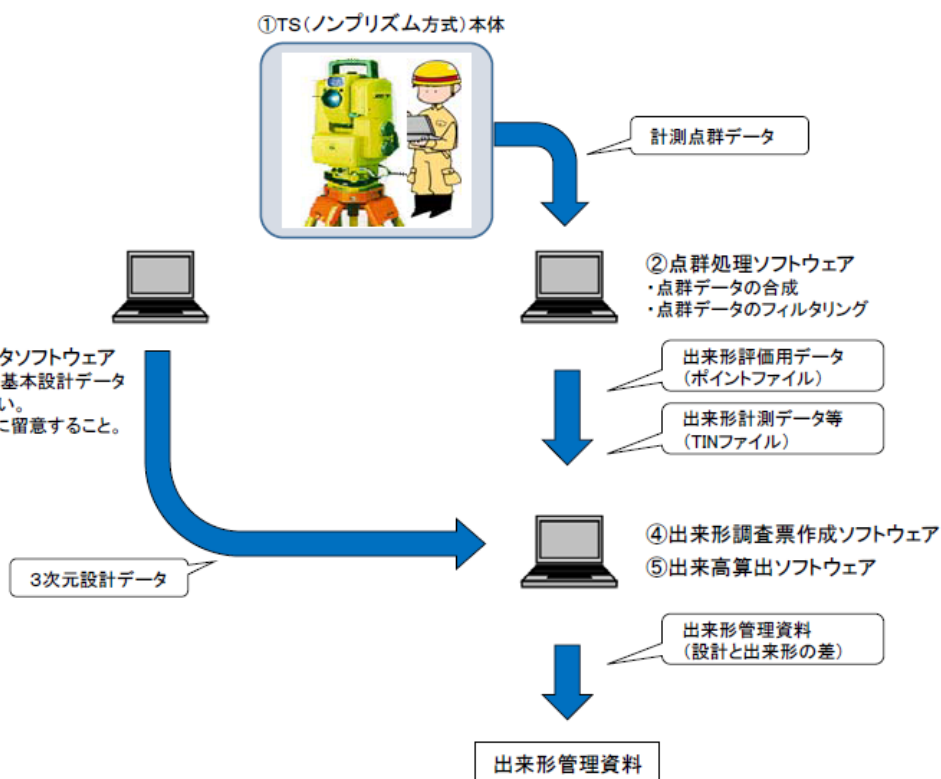 ①TS(ノンプリズム方式)本体
計測点群データ
②点群処理ソフトウェア
・点群データの合成
・点群データのフィルタリング
タソフトウェア
基本設計データ
い。
に留意すること。
出来形評価用データ
(ポイントファイル)
出来形計測データ等
(TINファイル)
3次元設計データ
④出来形調査票作成ソフトウェア
⑤出来高算出ソフトウェア
出来形管理資料
(設計と出来形の差)
出来形管理資料